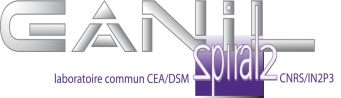 GANIL
spiral2
laboratoire commun CEA/DSM
CNRS/IN2P3